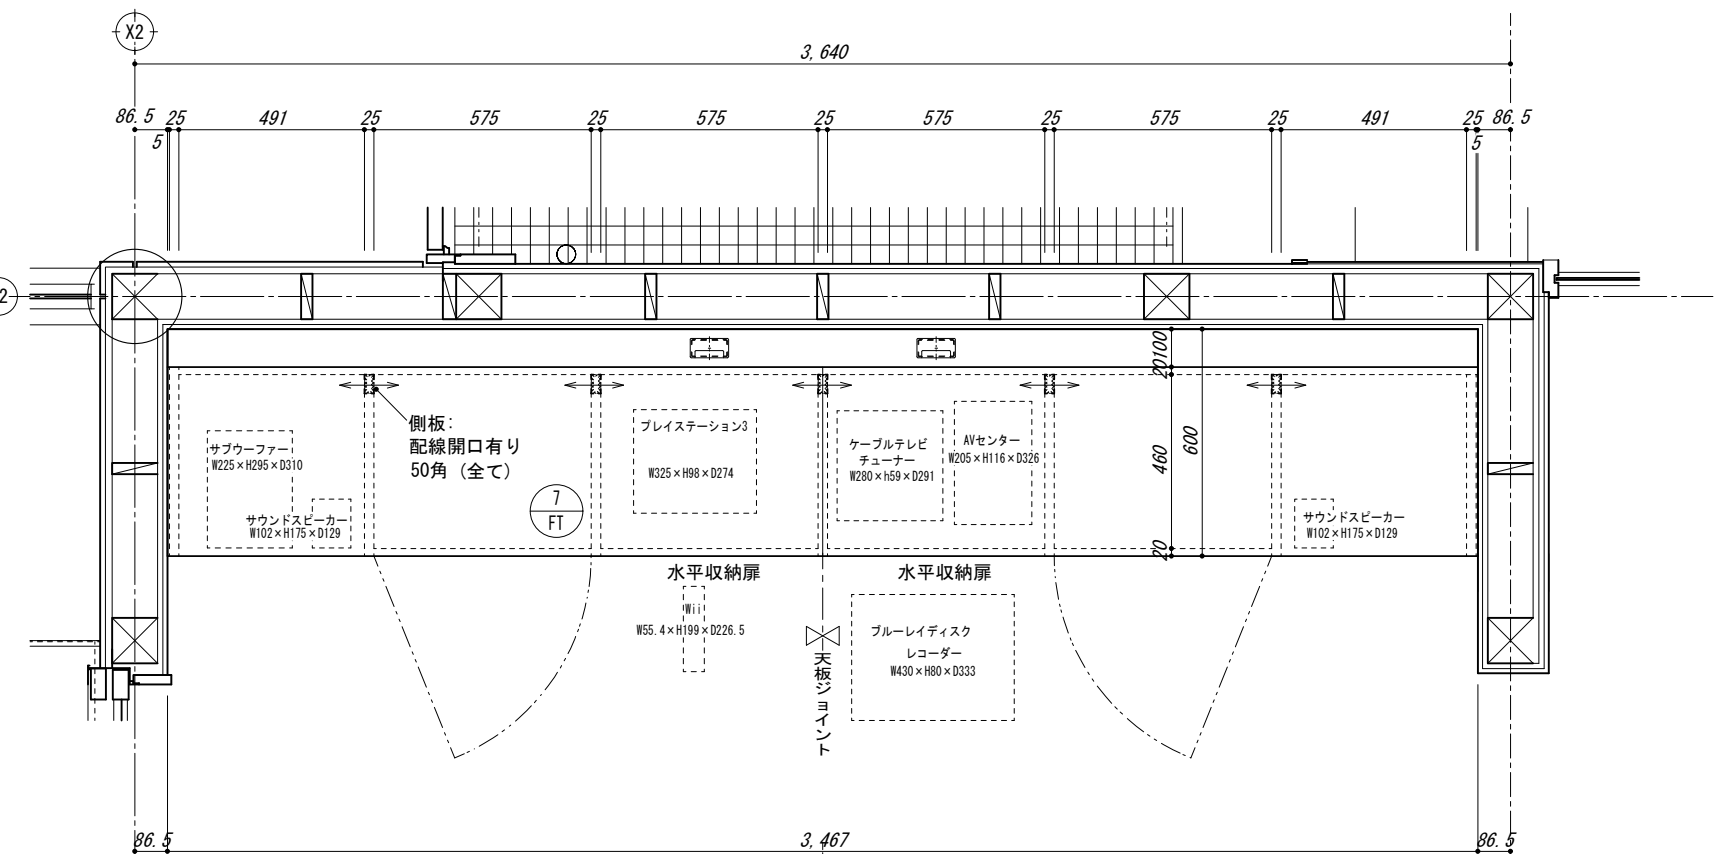 X2
3,640
86.5 25 491 25 575 25 575 25 575 25 575 25 491 25 86.5
5 5
2
20100
460
600
20
側板:
配線開口有り
50角 (全て)
サブウーファー
W225×H295×D310
サウンドスピーカー
W102×H175×D129
7
FT
プレイステーション3
W325×H98×D274
ケーブルテレビ
チューナー
W280×h59×D291
AVセンター
W205×H116×D326
サウンドスピーカー
W102×H175×D129
水平収納扉
水平収納扉
Wii
W55.4×H199×D226.5
ブルーレイディスク
レコーダー
W430×H80×D333
天板ジョイント
86.5 3,467 86.5